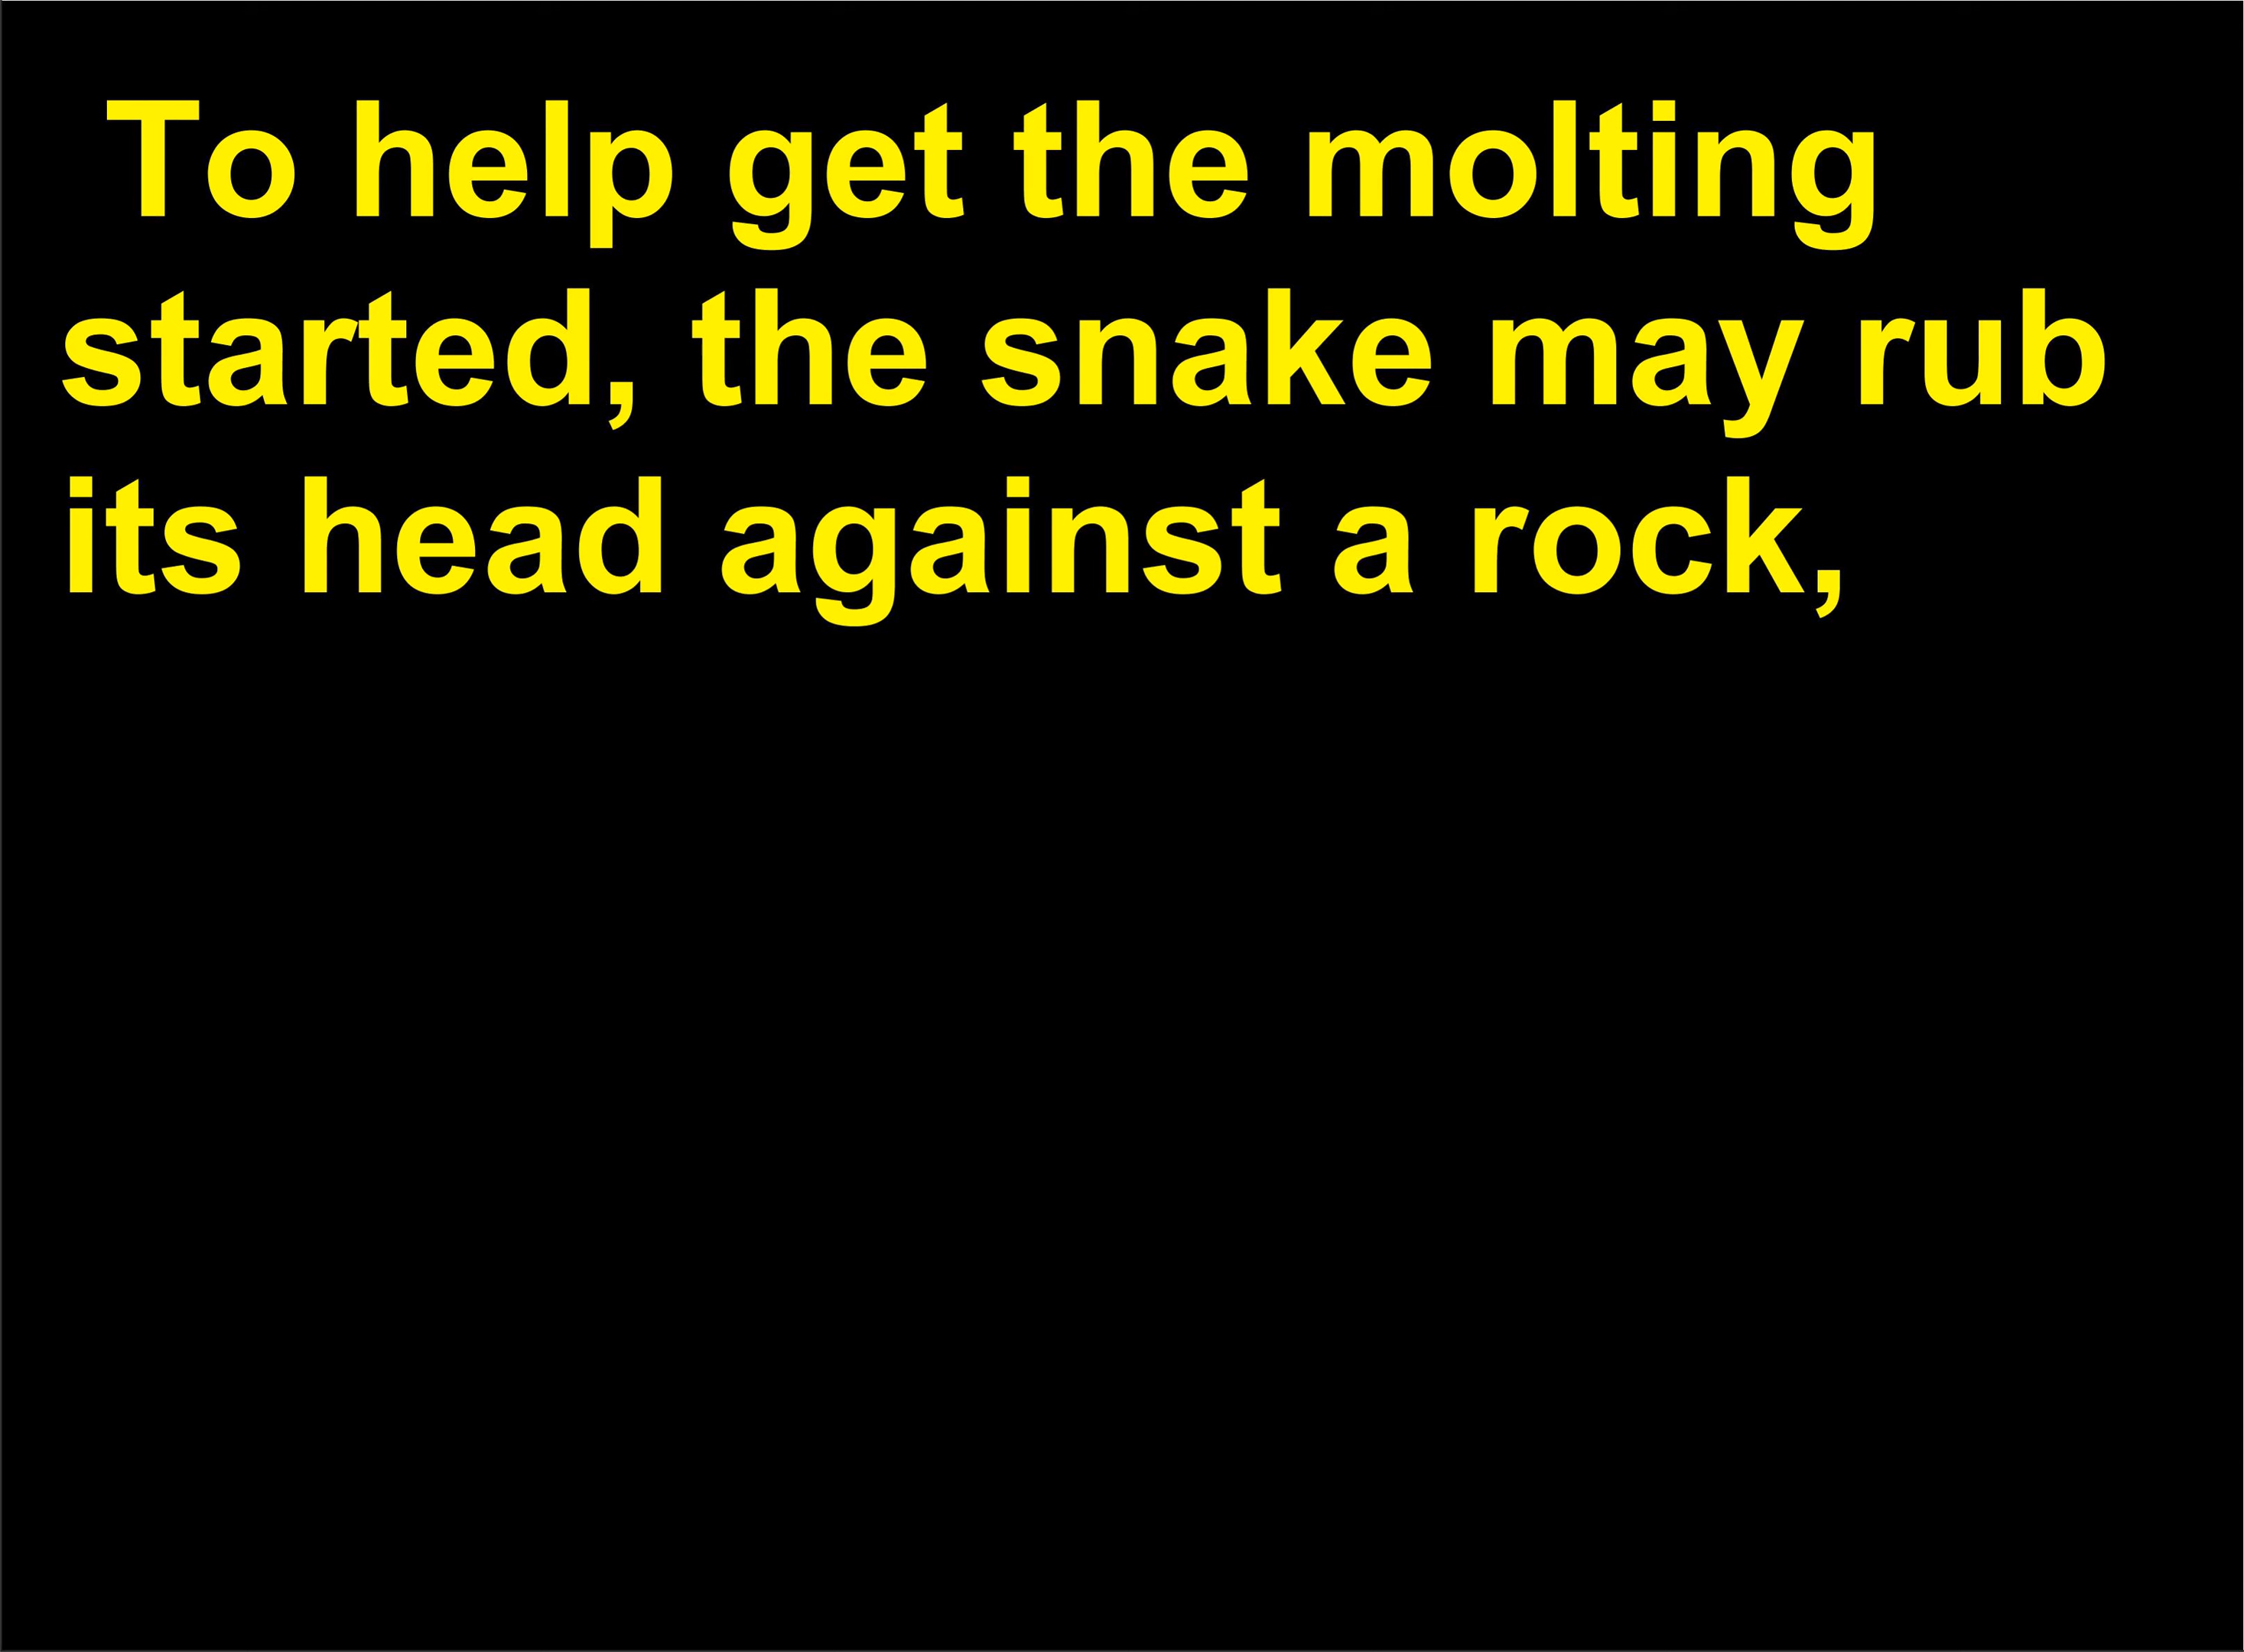 To help get the molting
started, the snake may rub
its head against a rock,